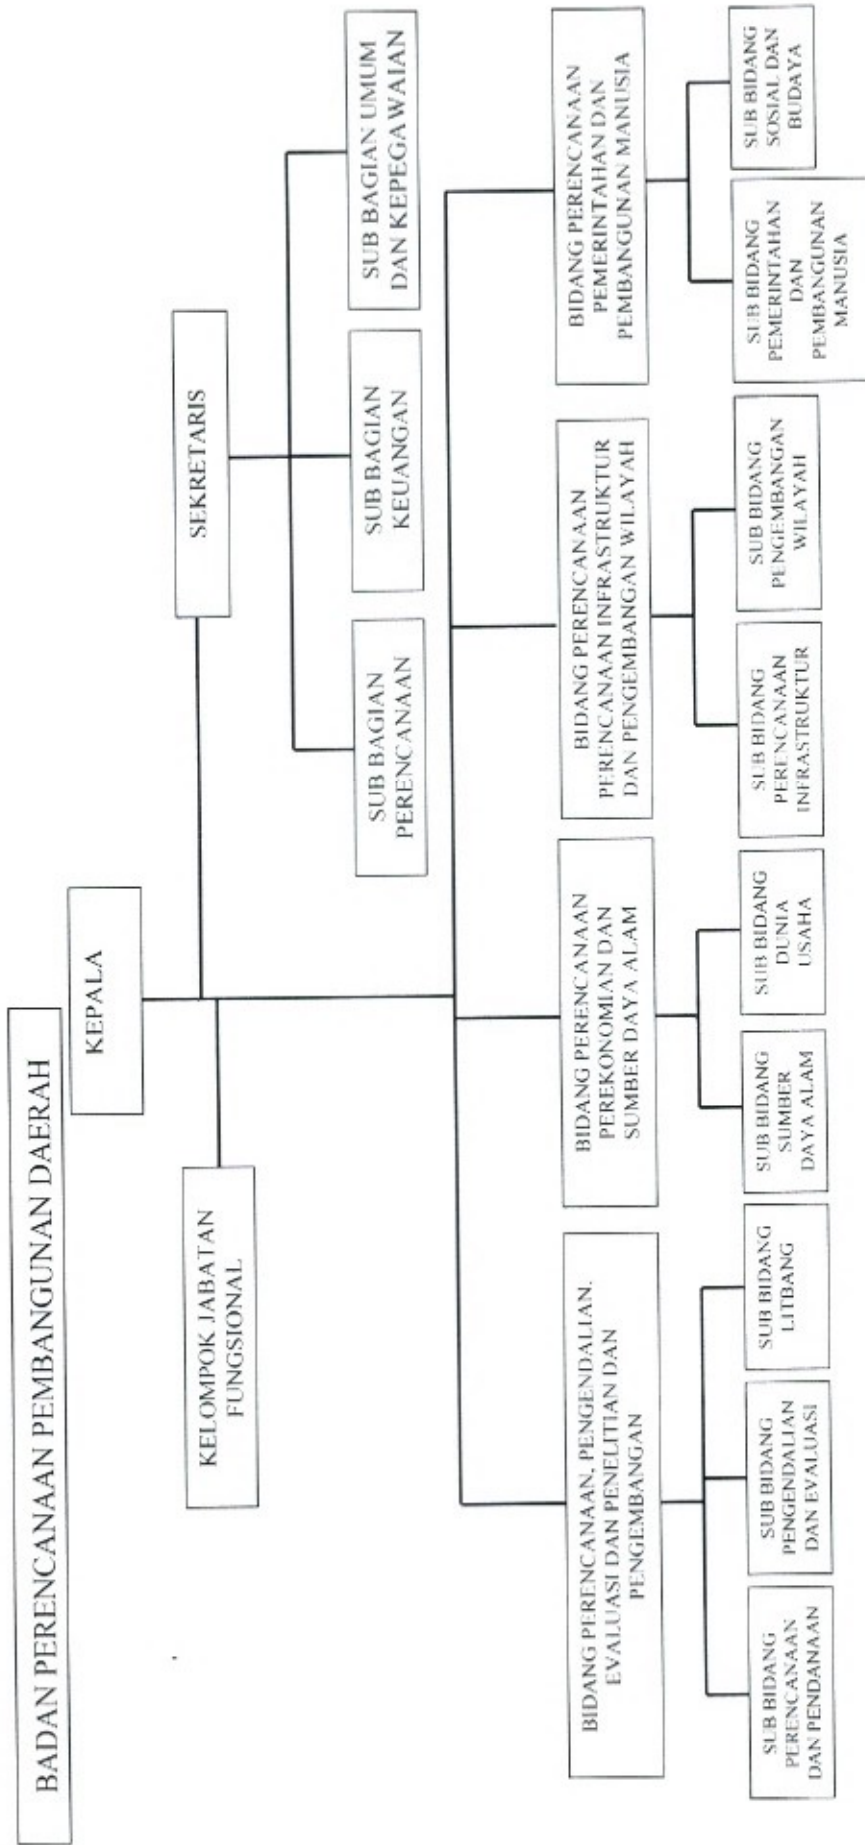 BADAN PERENCANAAN PEMBANGUNAN DAERAH
KEPALA
KELOMPOK JABATAN
FUNGSIONAL
SEKRETARIS
SUB BAGIAN
PERENCANAAN
SUB BAGIAN
KEUANGAN
SUB BAGIAN UMUM
DAN KEPEGAWAIAN
BIDANG PERENCANAAN, PENGENDALIAN,
EVALUASI DAN PENELITIAN DAN
PENGEMBANGAN
BIDANG PERENCANAAN
PEREKONOMIAN DAN
SUMBER DAYA ALAM
BIDANG PERENCANAAN
PERENCANAAN INFRASTRUKTUR
DAN PENGEMBANGAN WILAYAH
BIDANG PERENCANAAN
PEMERINTAHAN DAN
PEMBANGUNAN MANUSIA
SUB BIDANG
PERENCANAAN
DAN PENDANAAN
SUB BIDANG
PENGENDALIAN
DAN EVALUASI
SUB BIDANG
LITBANG
SUB BIDANG
SUMBER
DAYA ALAM
SUB BIDANG
DUNIA
USAHA
SUB BIDANG
PERENCANAAN
INFRASTRUKTUR
SUB BIDANG
PENGEMBANGAN
WILAYAH
SUB BIDANG
PEMERINTAHAN
DAN
PEMBANGUNAN
MANUSIA
SUB BIDANG
SOSIAL DAN
BUDAYA